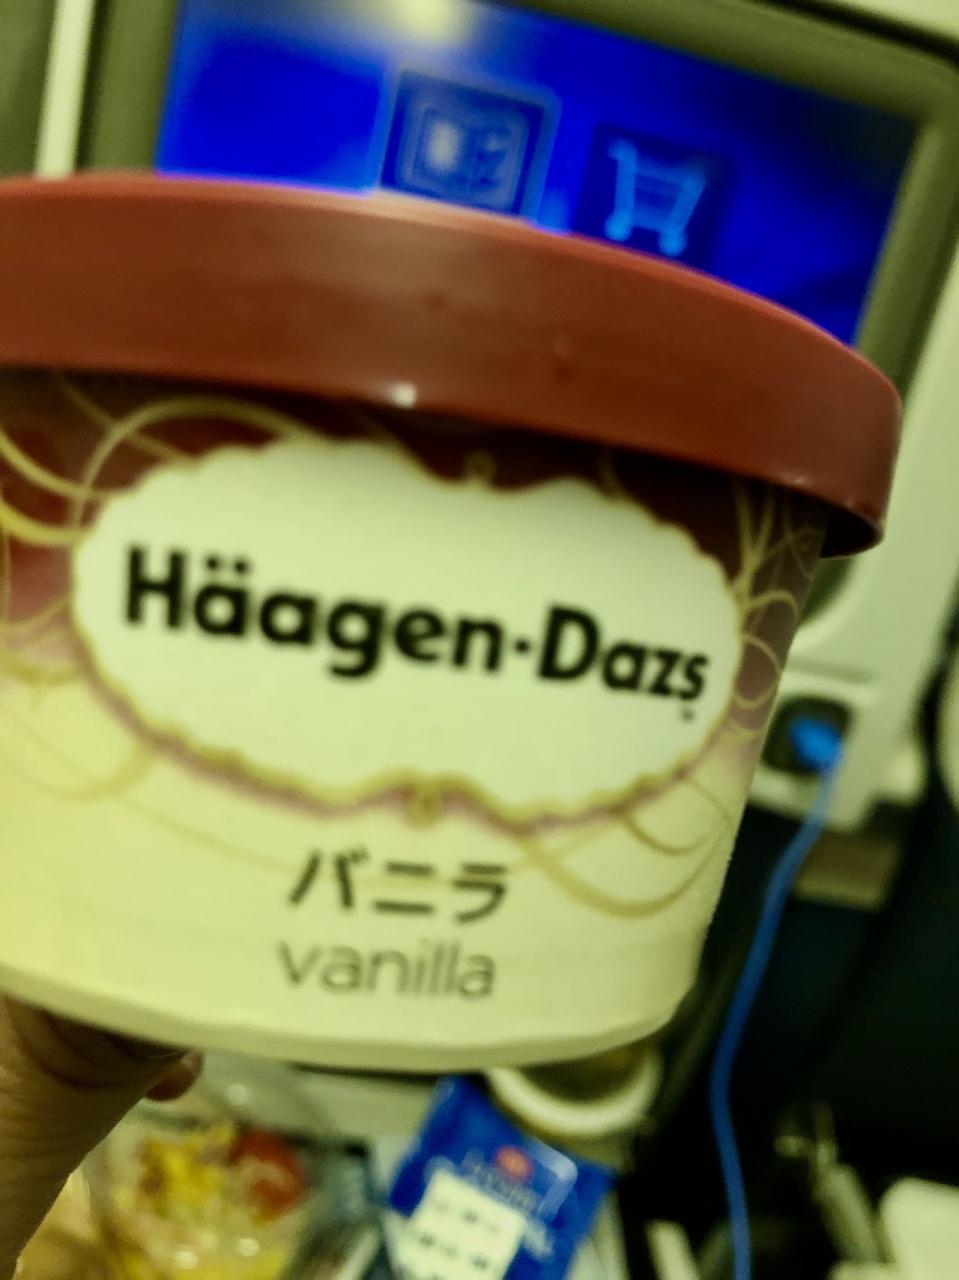 Häagen-Dazs
バニラ
vanilla